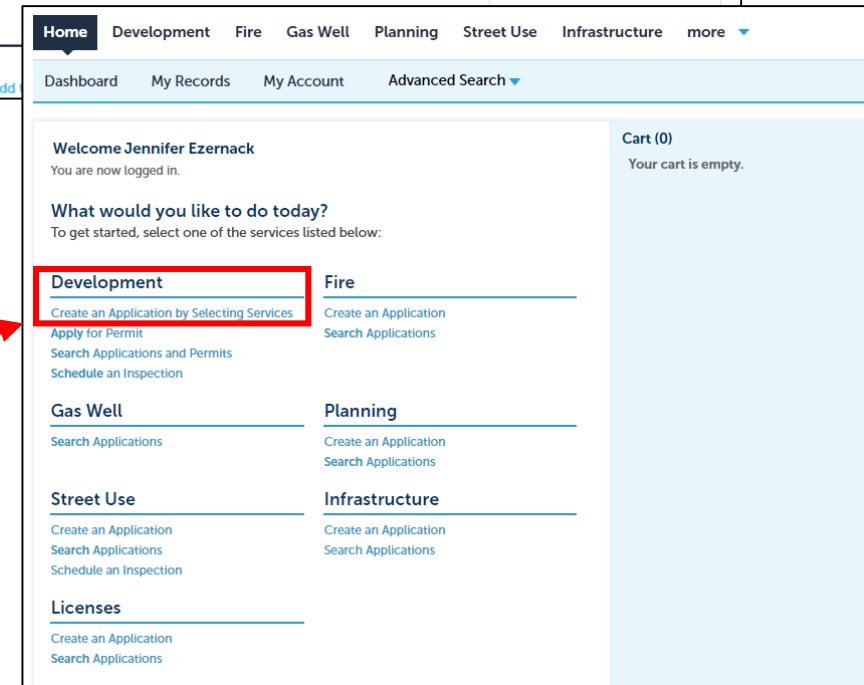 Home Development Fire Gas Well Planning Street Use Infrastructure more
Dashboard My Records My Account Advanced Search
Welcome Jennifer Ezernack
You are now logged in.
Cart (0)
Your cart is empty.
What would you like to do today?
To get started, select one of the services listed below:
Development
Create an Application by Selecting Services
Apply for Permit
Search Applications and Permits
Schedule an Inspection
Fire
Create an Application
Search Applications
Gas Well
Search Applications
Planning
Create an Application
Search Applications
Street Use
Create an Application
Search Applications
Schedule an Inspection
Infrastructure
Create an Application
Search Applications
Licenses
Create an Application
Search Applications